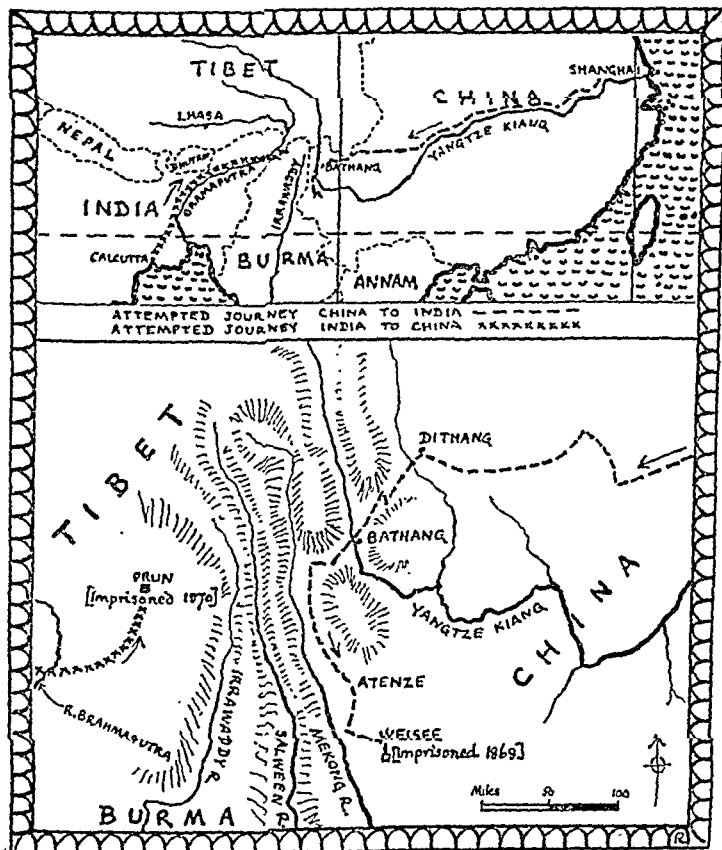 TIBET
SHANGHAI
CHINA
LHASA
NEPAL
BHUTAN
BATHANG
YANGTZE KIANG
BRAMAPUTRA
IRRAWADDY
INDIA
CALCUTTA
BURMA
ANNAM
ATTEMPTED JOURNEY CHINA TO INDIA
ATTEMPTED JOURNEY INDIA TO CHINA
TIBET
DITHANG
BATHANG
PRUN
[Imprisoned 1870]
YANGTZE KIANG
CHINA
ATENZE
R. BRAHMAPUTRA
IRRAWADDY R.
SALWEEN R.
MEKONG R.
WEISEE
[Imprisoned 1869]
BURMA
Miles 50 100
R